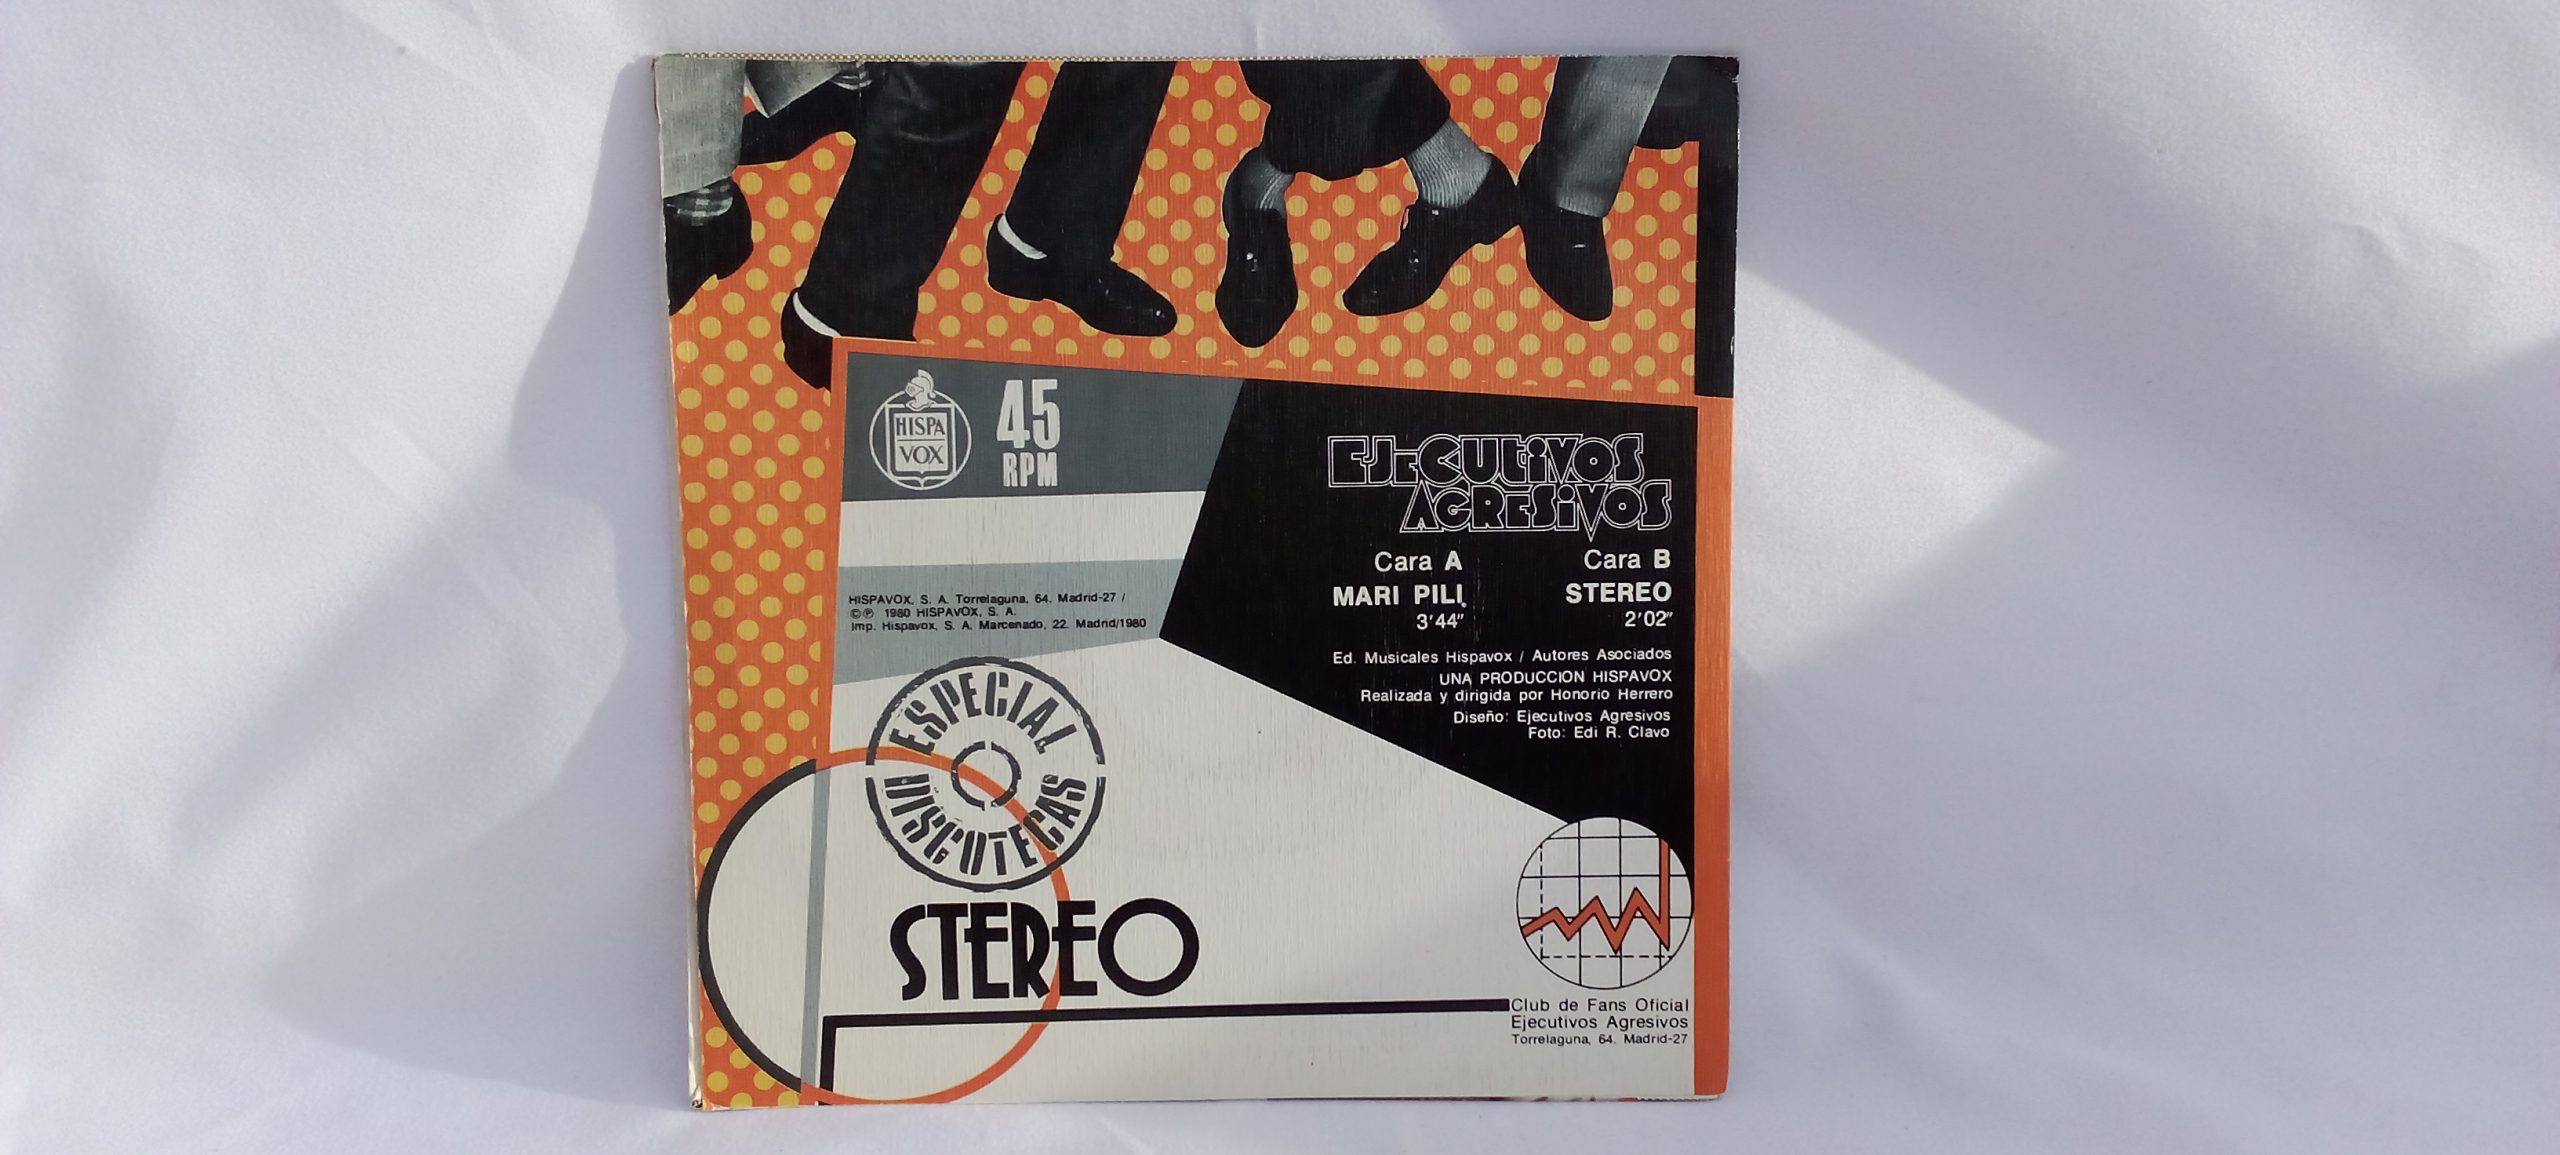 HISPA
VOX
45
RPM
EJECUTIVOS
AGRESIVOS
Cara A
MARI PILI
3'44"
Cara B
STEREO
2'02"
Ed. Musicales Hispavox / Autores Asociados
UNA PRODUCCION HISPAVOX
Realizada y dirigida por Honorio Herrero
Diseño: Ejecutivos Agresivos
Foto: Edi R. Clavo
HISPAVOX, S. A. Torrelaguna, 64. Madrid-27 /
©℗ 1980 HISPAVOX, S. A.
Imp. Hispavox, S. A. Marcenado, 22. Madrid/1980
ESPECIAL
DISCOTECAS
STEREO
Club de Fans Oficial
Ejecutivos Agresivos
Torrelaguna, 64. Madrid-27